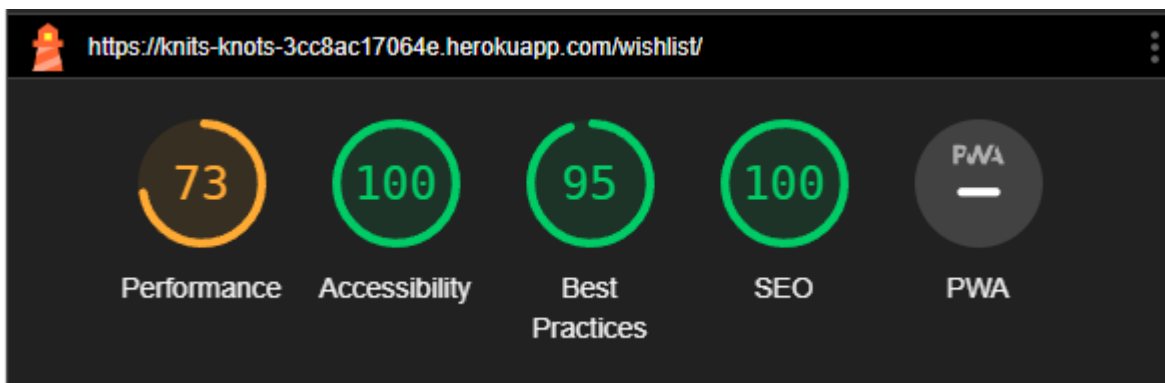 https://knits-knots-3cc8ac17064e.herokuapp.com/wishlist/
73
100
95
100
PWA
Performance
Accessibility
Best
Practices
SEO
PWA